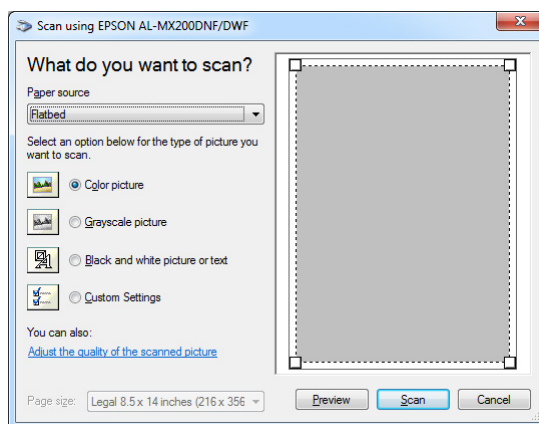 Scan using EPSON AL-MX200DNF/DWF
What do you want to scan?
Paper source
Flatbed
Select an option below for the type of picture you
want to scan.
Color picture
Grayscale picture
Black and white picture or text
Custom Settings
You can also:
Adjust the quality of the scanned picture
Page size: Legal 8.5 x 14 inches (216 x 356
Preview Scan Cancel